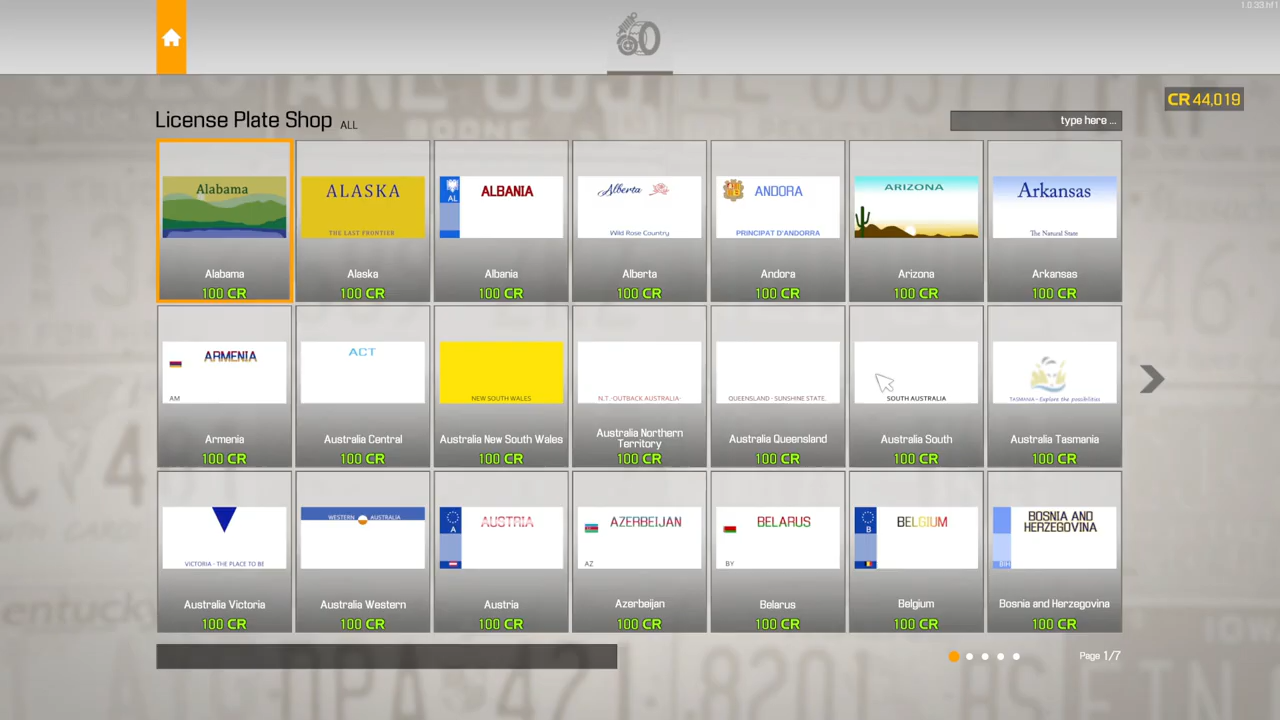 1.0.33.hf1
CR 44,019
License Plate Shop ALL
type here ...
Alabama
ALASKA
THE LAST FRONTIER
AL
ALBANIA
Alberta
Wild Rose Country
ANDORA
PRINCIPAT D'ANDORRA
ARIZONA
Arkansas
The Natural State
Alabama
100 CR
Alaska
100 CR
Albania
100 CR
Alberta
100 CR
Andora
100 CR
Arizona
100 CR
Arkansas
100 CR
ARMENIA
AM
ACT
NEW SOUTH WALES
N.T. -OUTBACK AUSTRALIA-
QUEENSLAND - SUNSHINE STATE.
SOUTH AUSTRALIA
TASMANIA - Explore the possibilities
Armenia
100 CR
Australia Central
100 CR
Australia New South Wales
100 CR
Australia Northern
Territory
100 CR
Australia Queensland
100 CR
Australia South
100 CR
Australia Tasmania
100 CR
VICTORIA - THE PLACE TO BE
WESTERN AUSTRALIA
A
AUSTRIA
AZERBEIJAN
AZ
BELARUS
BY
B
BELGIUM
BOSNIA AND
HERZEGOVINA
BIH
Australia Victoria
100 CR
Australia Western
100 CR
Austria
100 CR
Azerbeijan
100 CR
Belarus
100 CR
Belgium
100 CR
Bosnia and Herzegovina
100 CR
Page 1/7